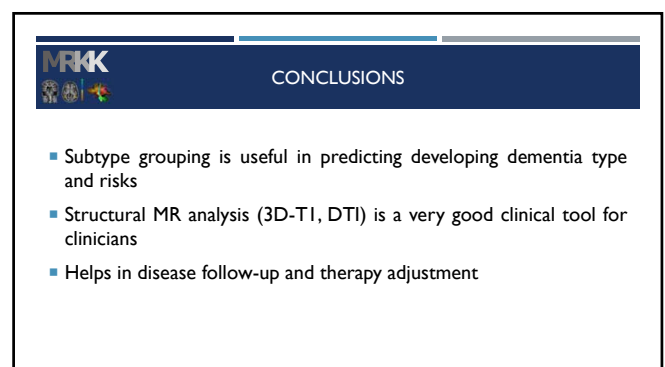 MRKK
CONCLUSIONS
Subtype grouping is useful in predicting developing dementia type
and risks
Structural MR analysis (3D-T1, DTI) is a very good clinical tool for
clinicians
Helps in disease follow-up and therapy adjustment